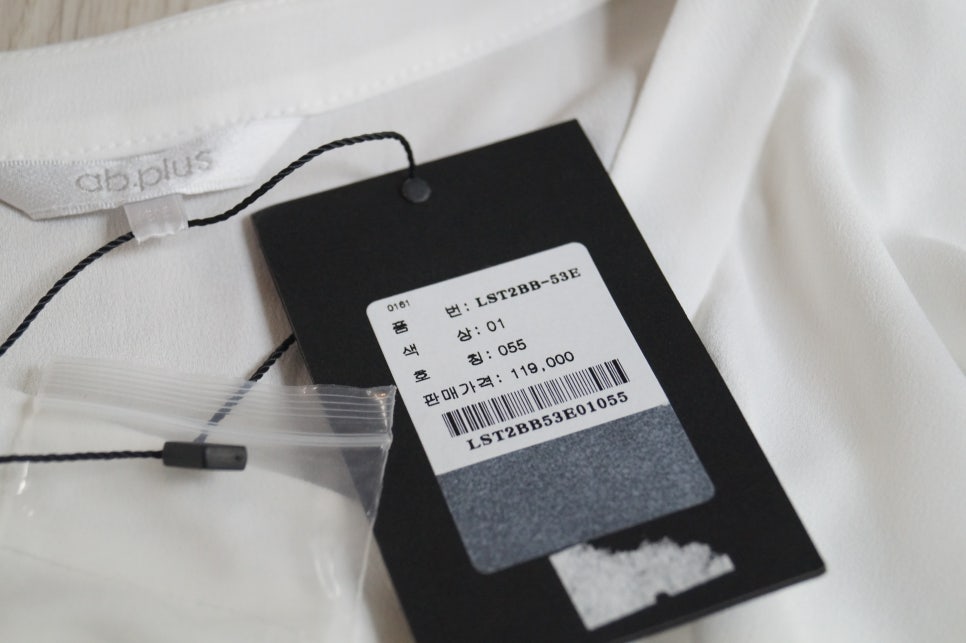 ab.plus
0161
품 번: LST2BB-53E
색 상: 01
호 칭: 055
판매가격: 119,000
LST2BB53E01055